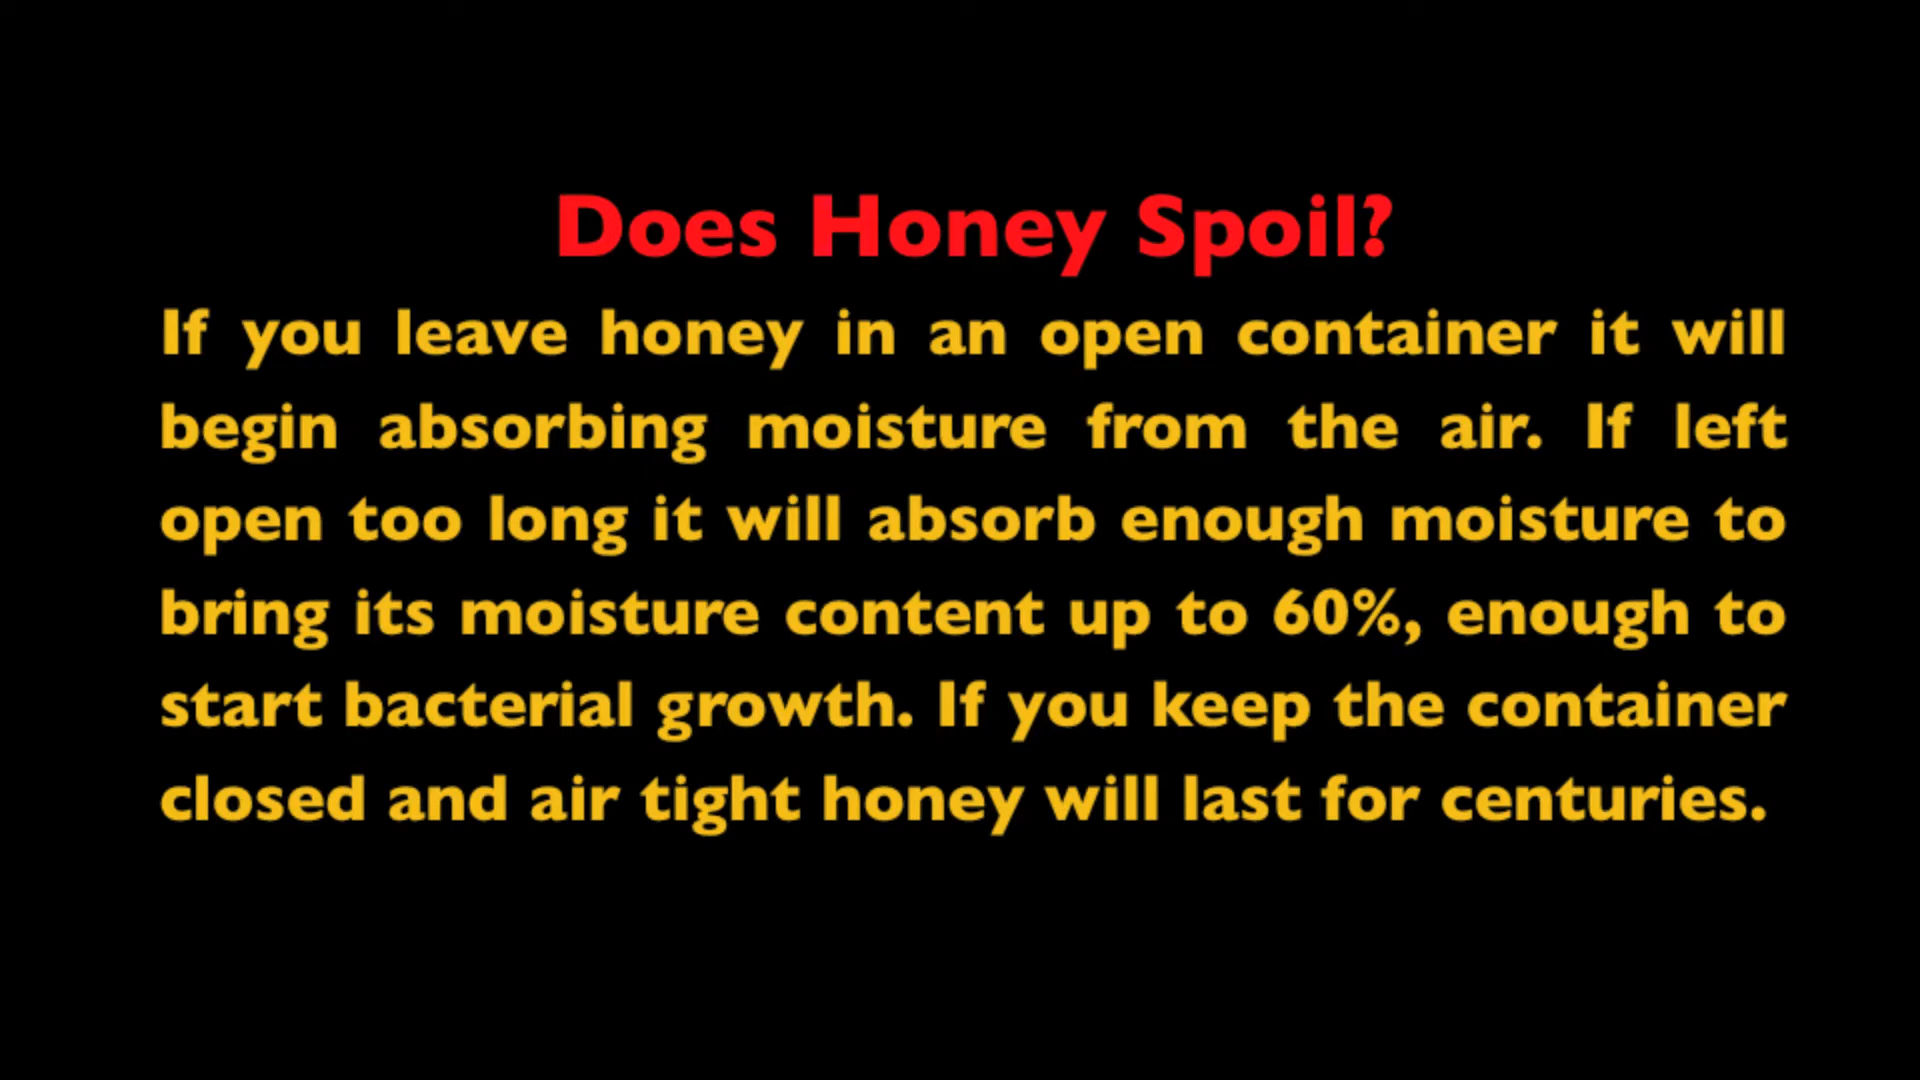 Does Honey Spoil?
If you leave honey in an open container it will
begin absorbing moisture from the air. If left
open too long it will absorb enough moisture to
bring its moisture content up to 60%, enough to
start bacterial growth. If you keep the container
closed and air tight honey will last for centuries.